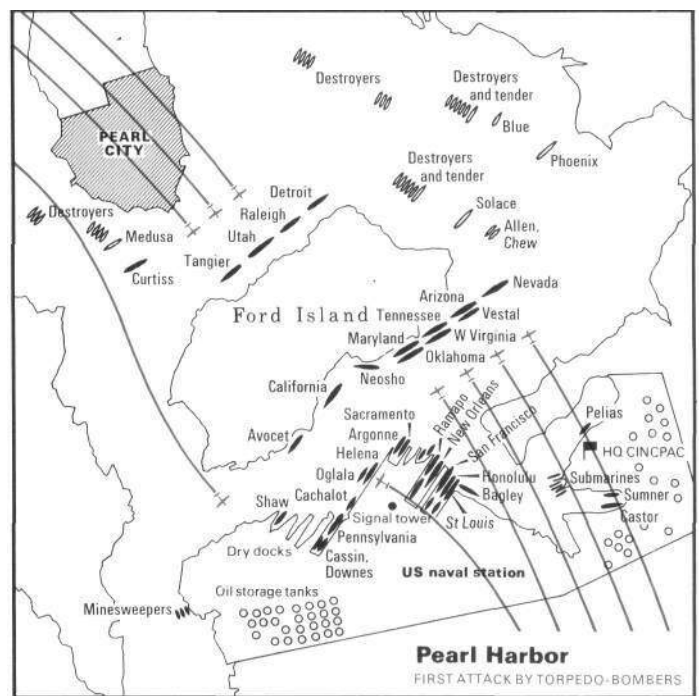 Destroyers
Destroyers
and tender
Blue
Phoenix
PEARL
CITY
Destroyers
and tender
Detroit
Raleigh
Utah
Tangier
Solace
Allen,
Chew
Destroyers
Medusa
Curtiss
Nevada
Arizona
Vestal
Tennessee
W Virginia
Maryland
Oklahoma
Ford Island
Neosho
California
Avocet
Sacramento
Argonne
Helena
Oglala
Cachalot
Shaw
Ramapo
New Orleans
San Francisco
Honolulu
Bagley
St Louis
Signal tower
Pennsylvania
Cassin,
Downes
Dry docks
Pelias
HQ CINCPAC
Submarines
Sumner
Castor
US naval station
Oil storage tanks
Minesweepers
Pearl Harbor
FIRST ATTACK BY TORPEDO-BOMBERS